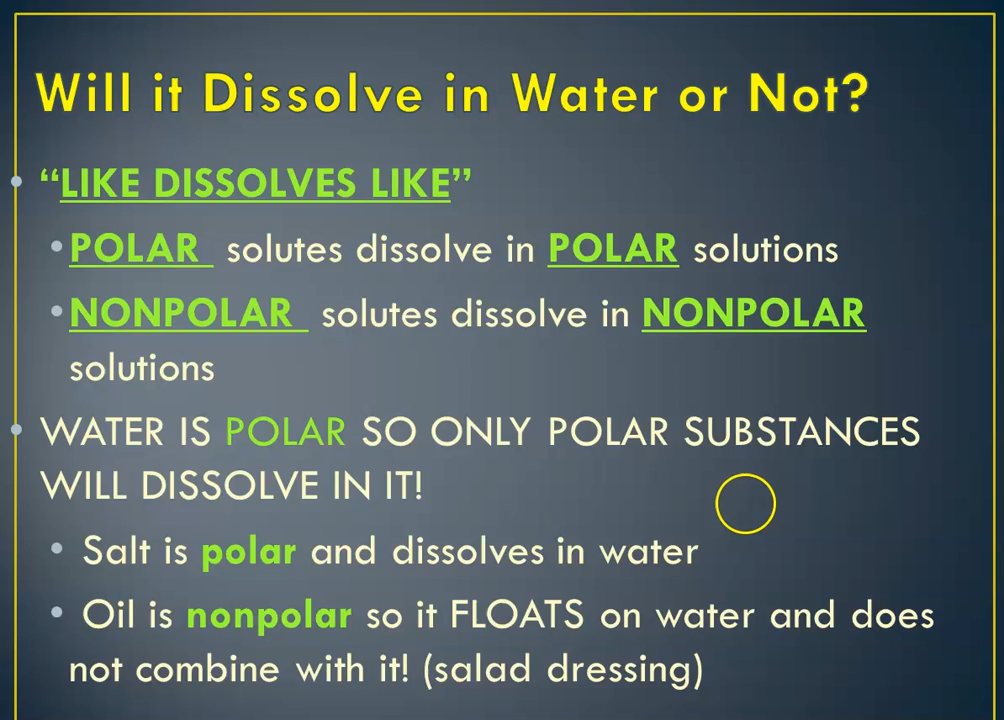 Will it Dissolve in Water or Not?
• “LIKE DISSOLVES LIKE”
• POLAR solutes dissolve in POLAR solutions
• NONPOLAR solutes dissolve in NONPOLAR
solutions
• WATER IS POLAR SO ONLY POLAR SUBSTANCES
WILL DISSOLVE IN IT!
• Salt is polar and dissolves in water
• Oil is nonpolar so it FLOATS on water and does
not combine with it! (salad dressing)